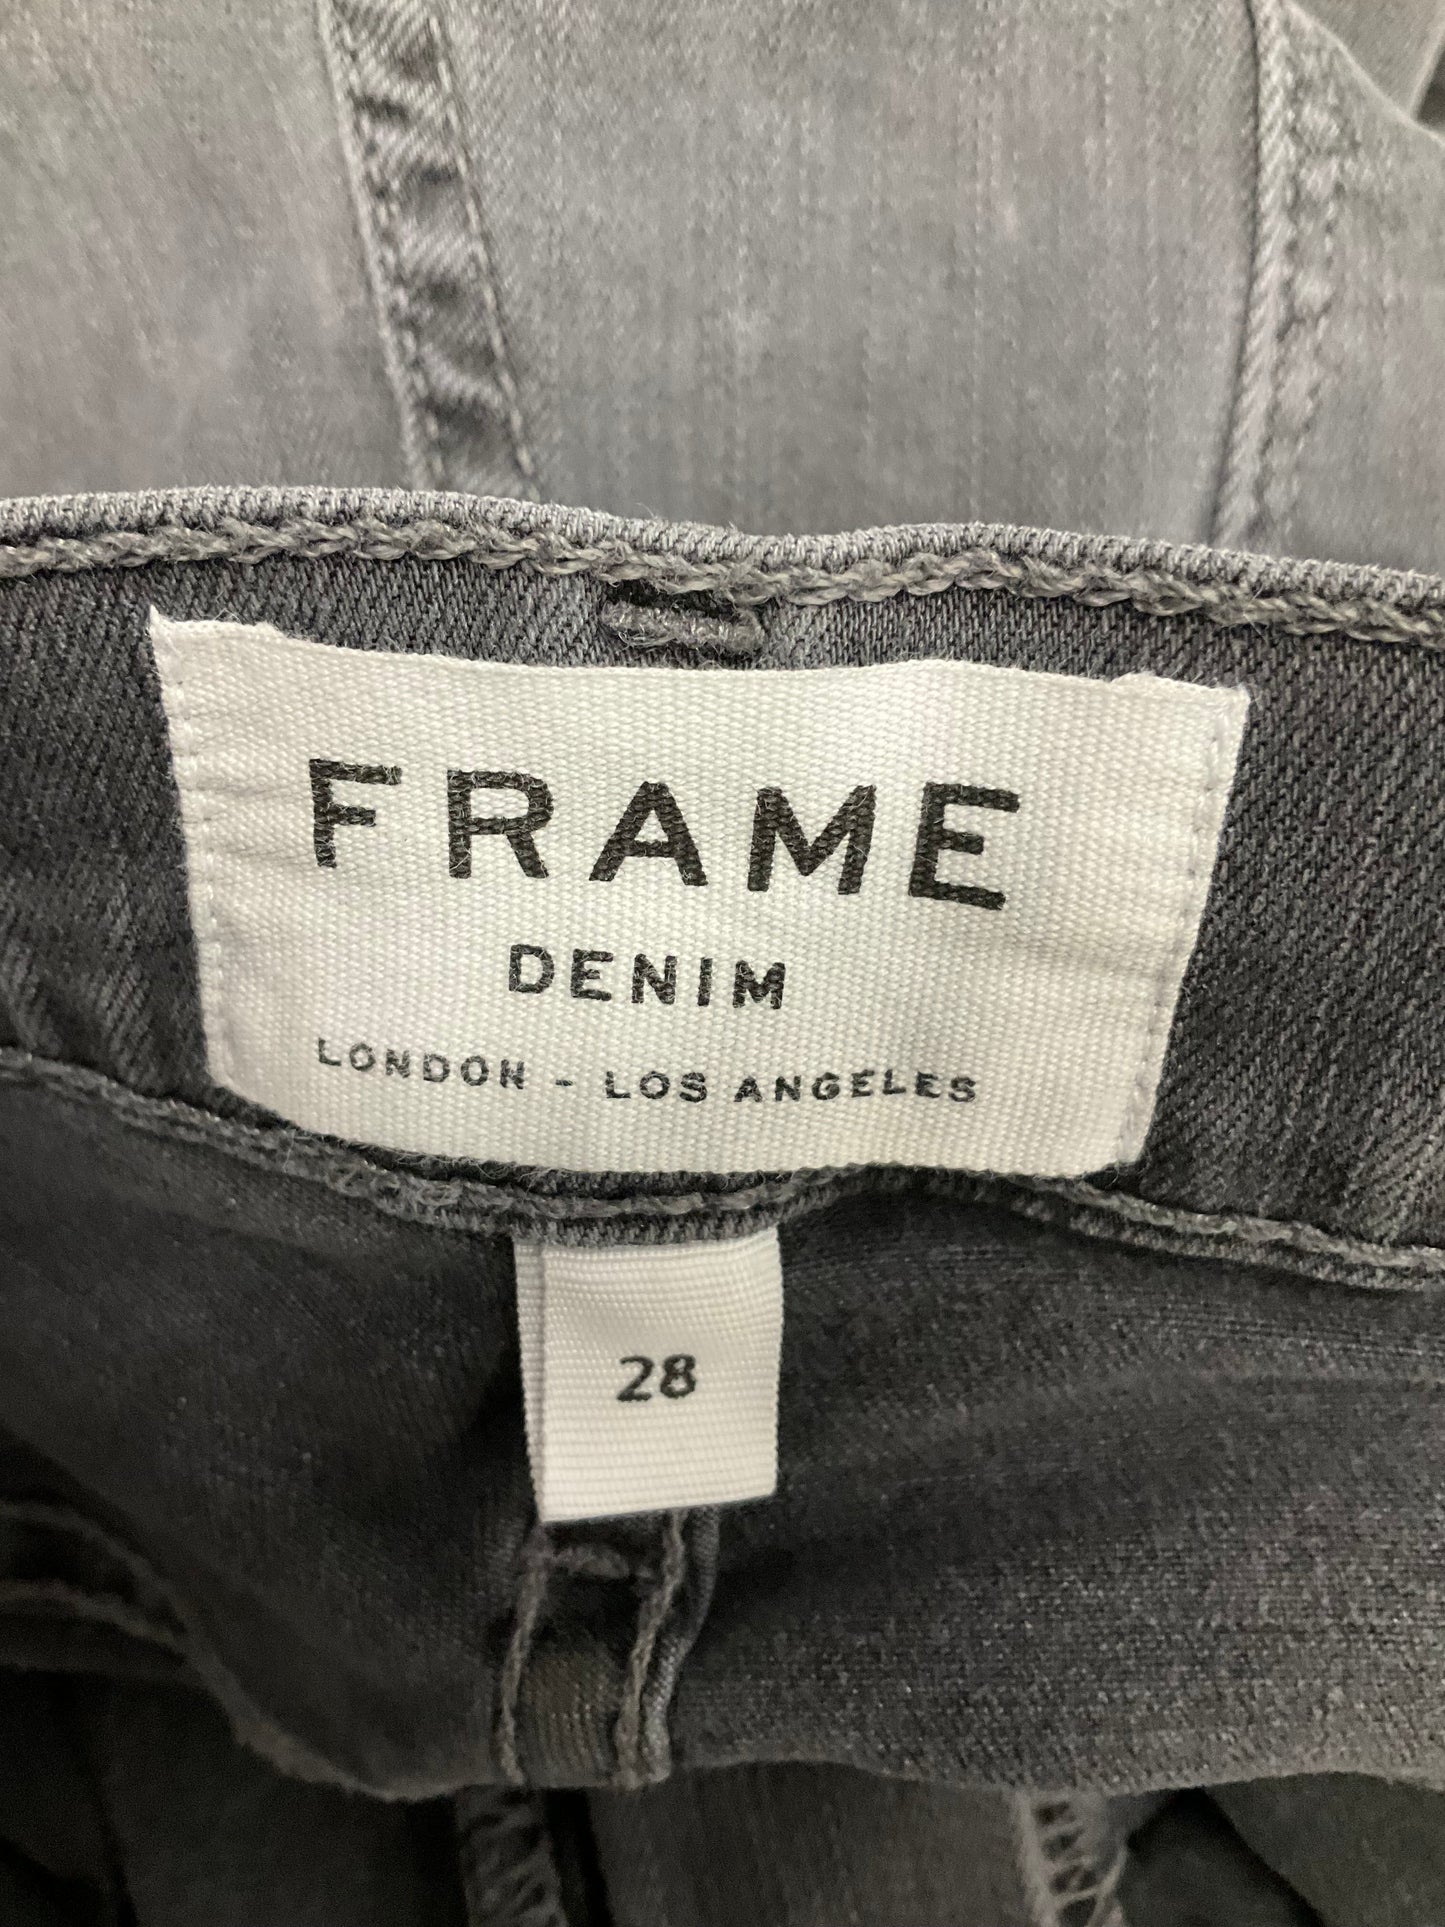 FRAME
DENIM
LONDON - LOS ANGELES
28